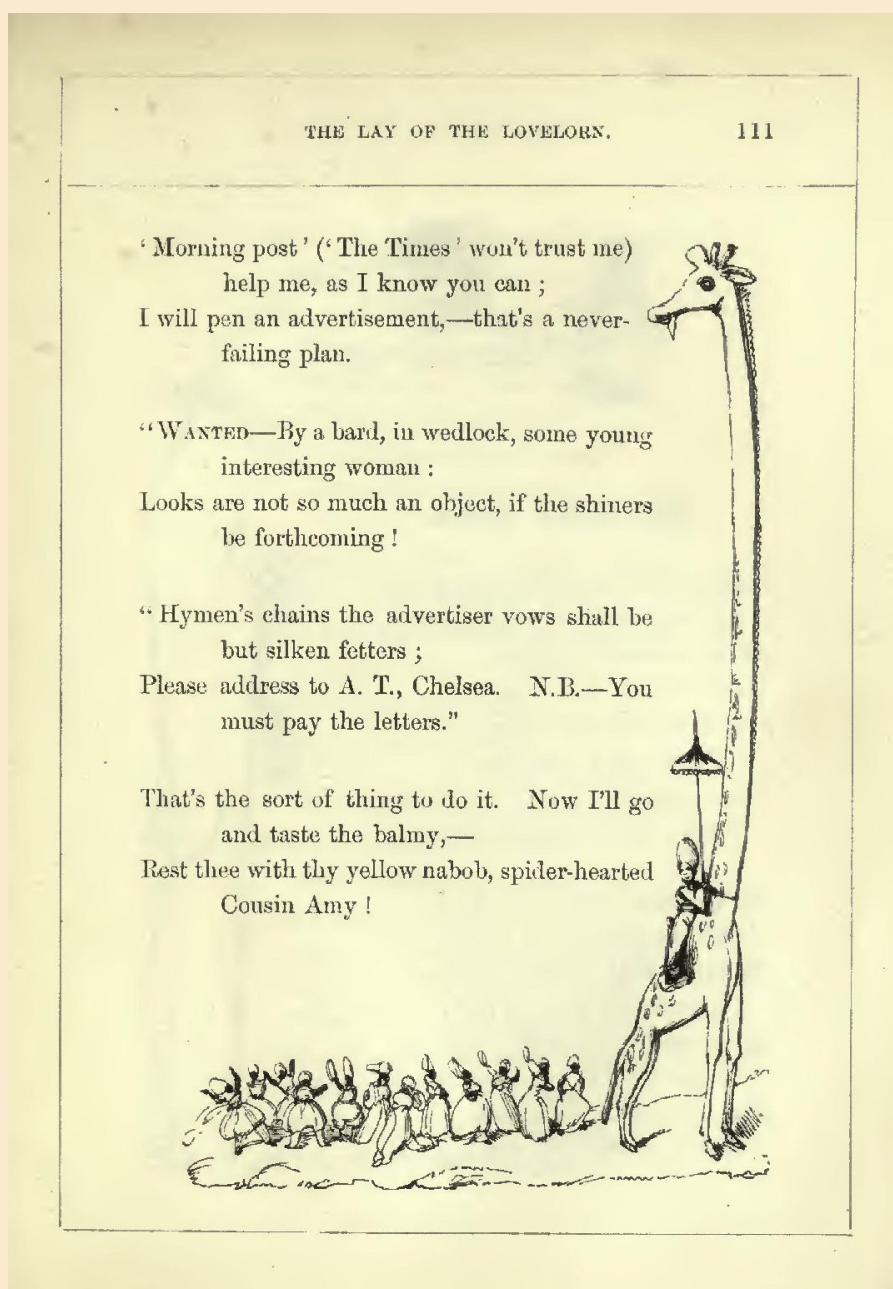 THE LAY OF THE LOVELORN. 111
‘Morning post’ (‘The Times’ won't trust me)
help me, as I know you can ;
I will pen an advertisement,—that's a never-
failing plan.
“WANTED—By a bard, in wedlock, some young
interesting woman :
Looks are not so much an object, if the shiners
be forthcoming !
“Hymen's chains the advertiser vows shall be
but silken fetters ;
Please address to A. T., Chelsea. N.B.—You
must pay the letters.”
That's the sort of thing to do it. Now I'll go
and taste the balmy,—
Rest thee with thy yellow nabob, spider-hearted
Cousin Amy !